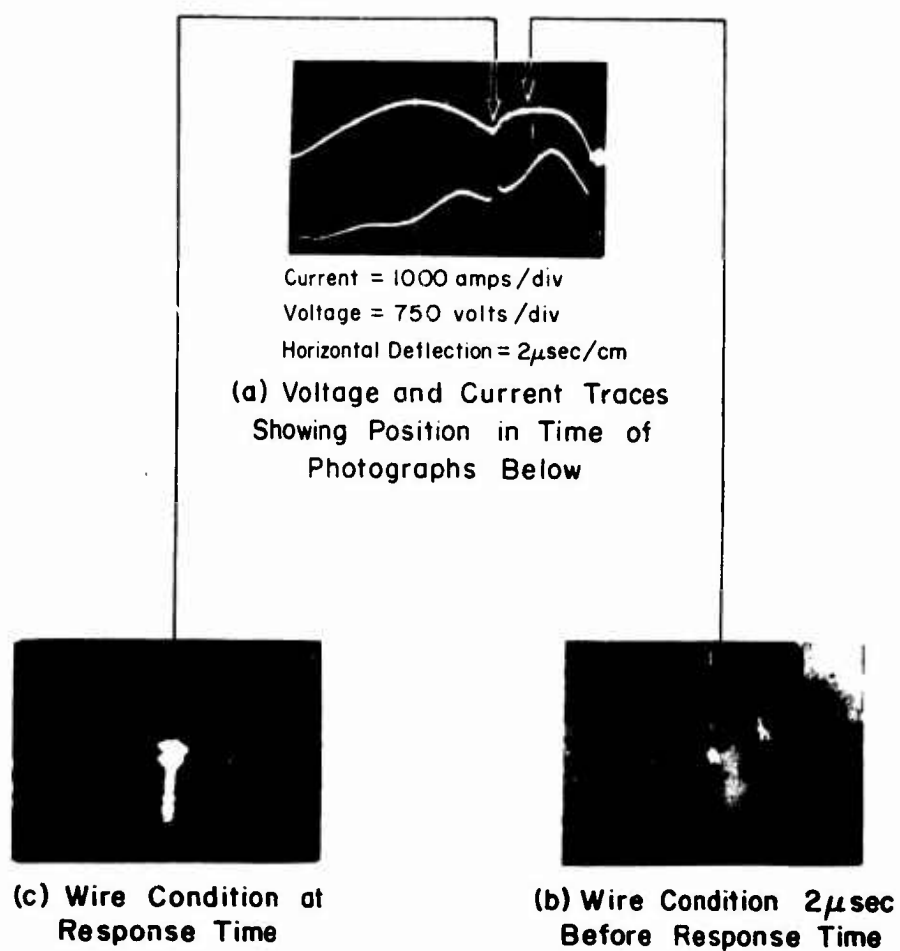 Current = 1000 amps/div
Voltage = 750 volts/div
Horizontal Deflection = 2μsec/cm
(a) Voltage and Current Traces
Showing Position in Time of
Photographs Below
(c) Wire Condition at
Response Time
(b) Wire Condition 2μsec
Before Response Time